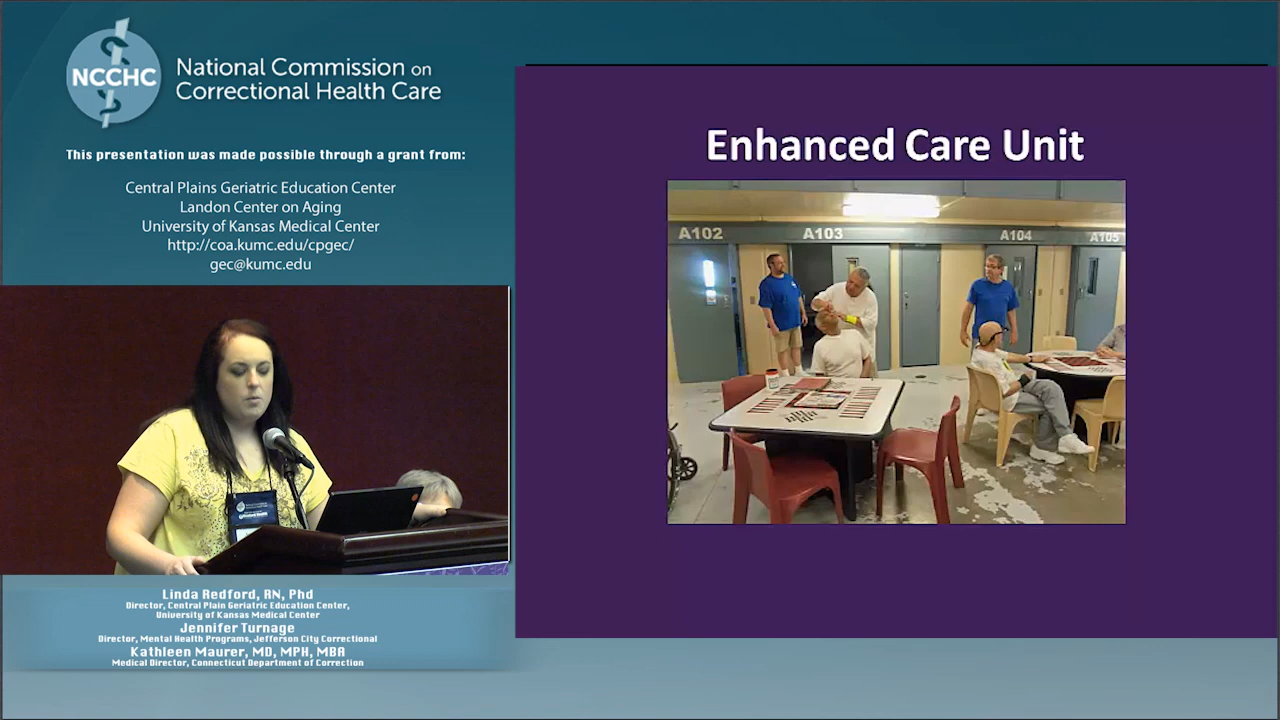 NCCHC
National Commission on
Correctional Health Care
This presentation was made possible through a grant from:
Central Plains Geriatric Education Center
Landon Center on Aging
University of Kansas Medical Center
http://coa.kumc.edu/cpgec/
gec@kumc.edu
Enhanced Care Unit
A102
A103
A104
A105
Linda Redford, RN, Phd
Director, Central Plain Geriatric Education Center,
University of Kansas Medical Center
Jennifer Turnage
Director, Mental Health Programs, Jefferson City Correctional
Kathleen Maurer, MD, MPH, MBA
Medical Director, Connecticut Department of Correction